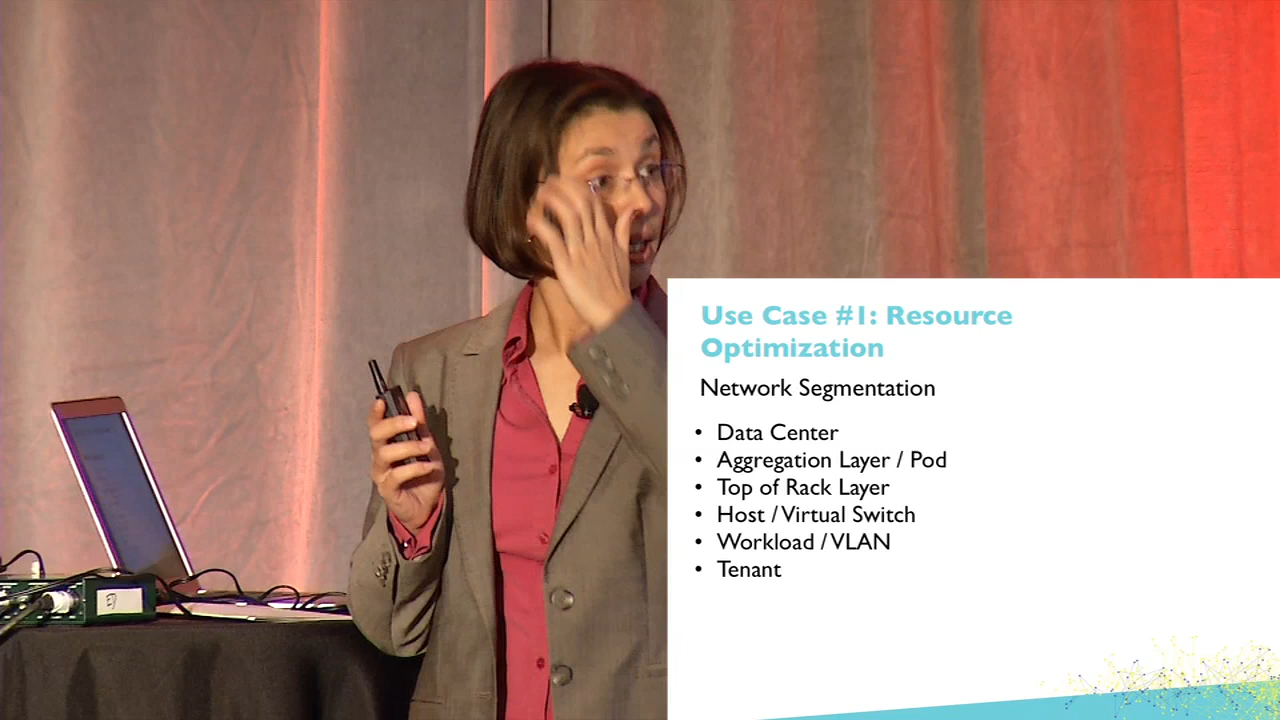 Use Case #1: Resource
Optimization
Network Segmentation
• Data Center
• Aggregation Layer / Pod
• Top of Rack Layer
• Host / Virtual Switch
• Workload / VLAN
• Tenant